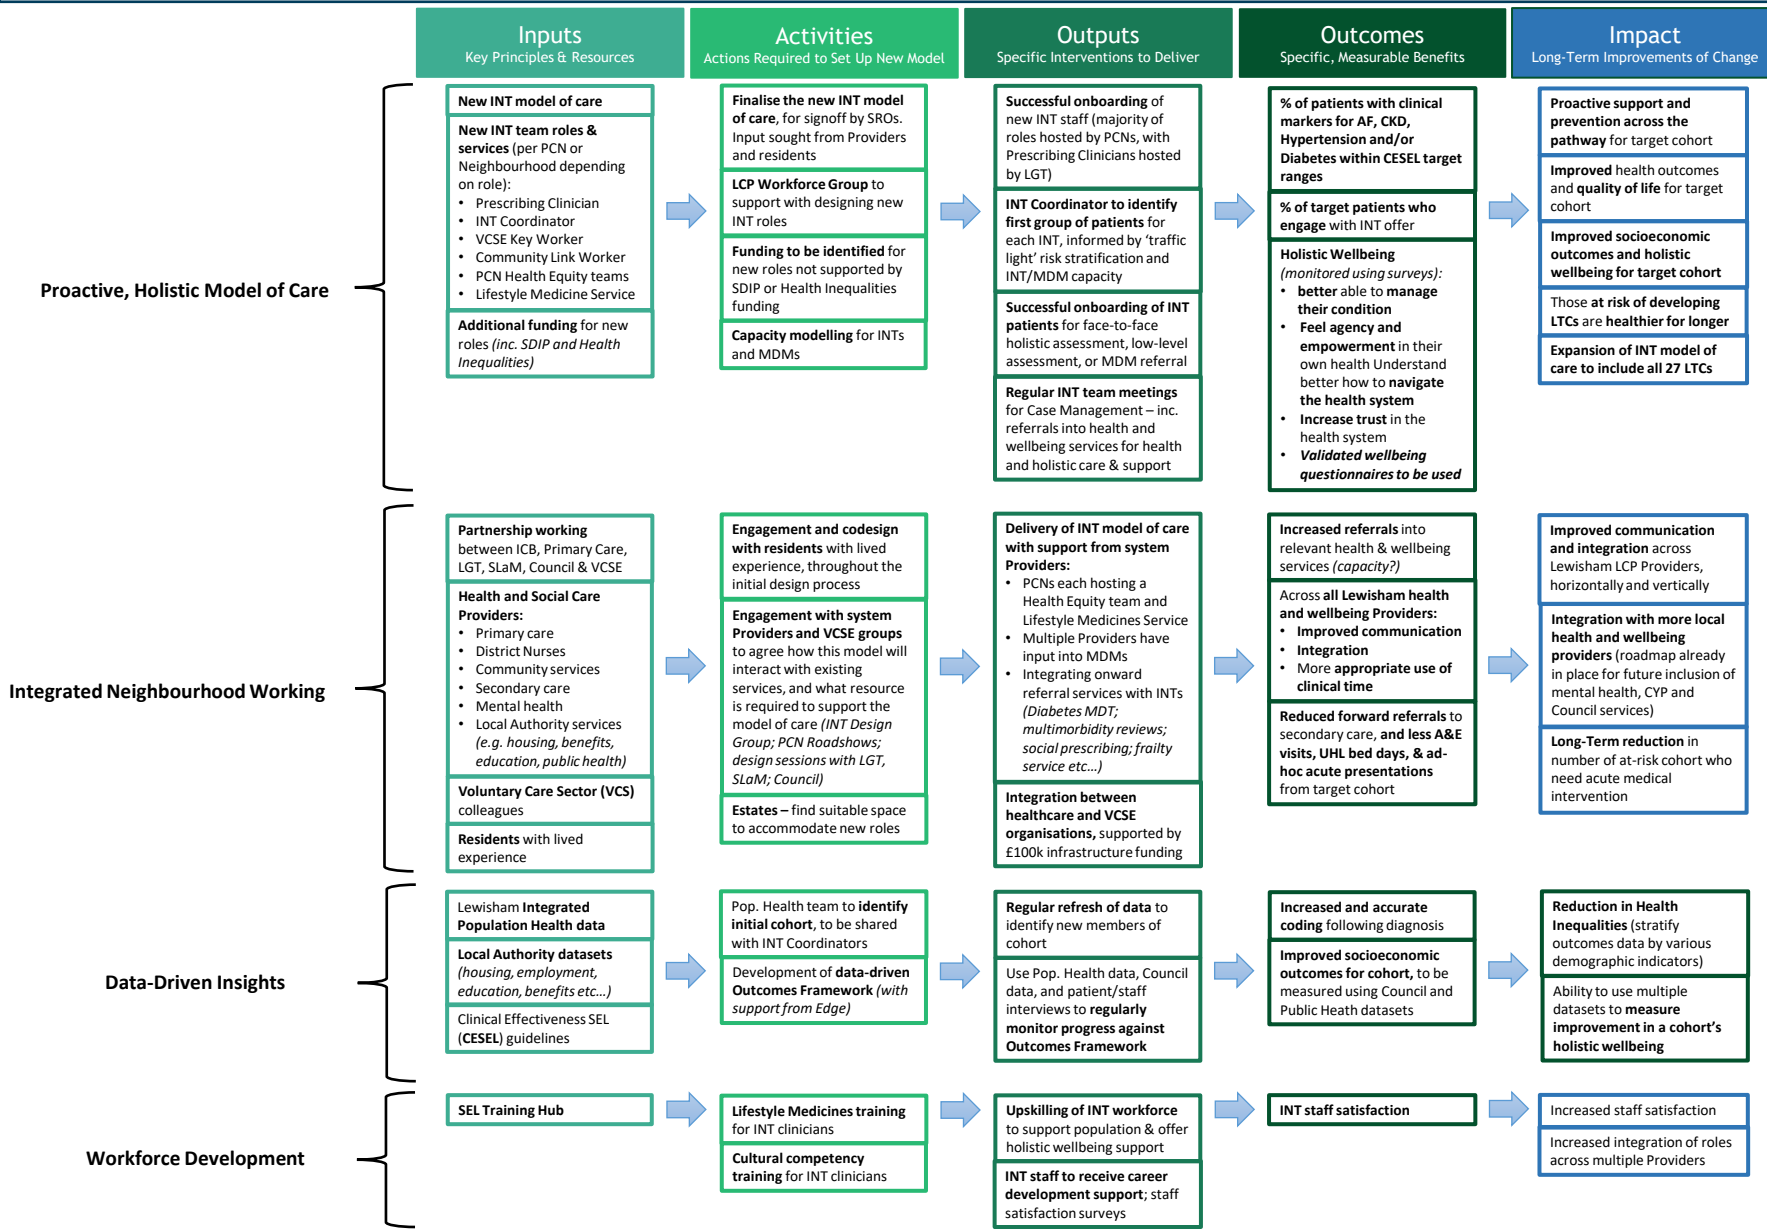 Inputs
Key Principles & Resources
Activities
Actions Required to Set Up New Model
Outputs
Specific Interventions to Deliver
Outcomes
Specific, Measurable Benefits
Impact
Long-Term Improvements of Change
Proactive, Holistic Model of Care
New INT model of care
New INT team roles &
services (per PCN or
Neighbourhood depending
on role):
• Prescribing Clinician
• INT Coordinator
• VCSE Key Worker
• Community Link Worker
• PCN Health Equity teams
• Lifestyle Medicine Service
Additional funding for new
roles (inc. SDIP and Health
Inequalities)
Finalise the new INT model
of care, for signoff by SROs.
Input sought from Providers
and residents
LCP Workforce Group to
support with designing new
INT roles
Funding to be identified for
new roles not supported by
SDIP or Health Inequalities
funding
Capacity modelling for INTs
and MDMs
Successful onboarding of
new INT staff (majority of
roles hosted by PCNs, with
Prescribing Clinicians hosted
by LGT)
INT Coordinator to identify
first group of patients for
each INT, informed by ‘traffic
light’ risk stratification and
INT/MDM capacity
Successful onboarding of INT
patients for face-to-face
holistic assessment, low-level
assessment, or MDM referral
Regular INT team meetings
for Case Management – inc.
referrals into health and
wellbeing services for health
and holistic care & support
% of patients with clinical
markers for AF, CKD,
Hypertension and/or
Diabetes within CESEL target
ranges
% of target patients who
engage with INT offer
Holistic Wellbeing
(monitored using surveys):
• better able to manage
their condition
• Feel agency and
empowerment in their
own health Understand
better how to navigate
the health system
• Increase trust in the
health system
• Validated wellbeing
questionnaires to be used
Proactive support and
prevention across the
pathway for target cohort
Improved health outcomes
and quality of life for target
cohort
Improved socioeconomic
outcomes and holistic
wellbeing for target cohort
Those at risk of developing
LTCs are healthier for longer
Expansion of INT model of
care to include all 27 LTCs
Integrated Neighbourhood Working
Partnership working
between ICB, Primary Care,
LGT, SLaM, Council & VCSE
Health and Social Care
Providers:
• Primary care
• District Nurses
• Community services
• Secondary care
• Mental health
• Local Authority services
(e.g. housing, benefits,
education, public health)
Voluntary Care Sector (VCS)
colleagues
Residents with lived
experience
Engagement and codesign
with residents with lived
experience, throughout the
initial design process
Engagement with system
Providers and VCSE groups
to agree how this model will
interact with existing
services, and what resource
is required to support the
model of care (INT Design
Group; PCN Roadshows;
design sessions with LGT,
SLaM; Council)
Estates – find suitable space
to accommodate new roles
Delivery of INT model of care
with support from system
Providers:
• PCNs each hosting a
Health Equity team and
Lifestyle Medicines Service
• Multiple Providers have
input into MDMs
• Integrating onward
referral services with INTs
(Diabetes MDT;
multimorbidity reviews;
social prescribing; frailty
service etc…)
Integration between
healthcare and VCSE
organisations, supported by
£100k infrastructure funding
Increased referrals into
relevant health & wellbeing
services (capacity?)
Across all Lewisham health
and wellbeing Providers:
• Improved communication
• Integration
• More appropriate use of
clinical time
Reduced forward referrals to
secondary care, and less A&E
visits, UHL bed days, & ad-
hoc acute presentations
from target cohort
Improved communication
and integration across
Lewisham LCP Providers,
horizontally and vertically
Integration with more local
health and wellbeing
providers (roadmap already
in place for future inclusion of
mental health, CYP and
Council services)
Long-Term reduction in
number of at-risk cohort who
need acute medical
intervention
Data-Driven Insights
Lewisham Integrated
Population Health data
Local Authority datasets
(housing, employment,
education, benefits etc…)
Clinical Effectiveness SEL
(CESEL) guidelines
Pop. Health team to identify
initial cohort, to be shared
with INT Coordinators
Development of data-driven
Outcomes Framework (with
support from Edge)
Regular refresh of data to
identify new members of
cohort
Use Pop. Health data, Council
data, and patient/staff
interviews to regularly
monitor progress against
Outcomes Framework
Increased and accurate
coding following diagnosis
Improved socioeconomic
outcomes for cohort, to be
measured using Council and
Public Heath datasets
Reduction in Health
Inequalities (stratify
outcomes data by various
demographic indicators)
Ability to use multiple
datasets to measure
improvement in a cohort’s
holistic wellbeing
Workforce Development
SEL Training Hub
Lifestyle Medicines training
for INT clinicians
Cultural competency
training for INT clinicians
Upskilling of INT workforce
to support population & offer
holistic wellbeing support
INT staff to receive career
development support; staff
satisfaction surveys
INT staff satisfaction
Increased staff satisfaction
Increased integration of roles
across multiple Providers